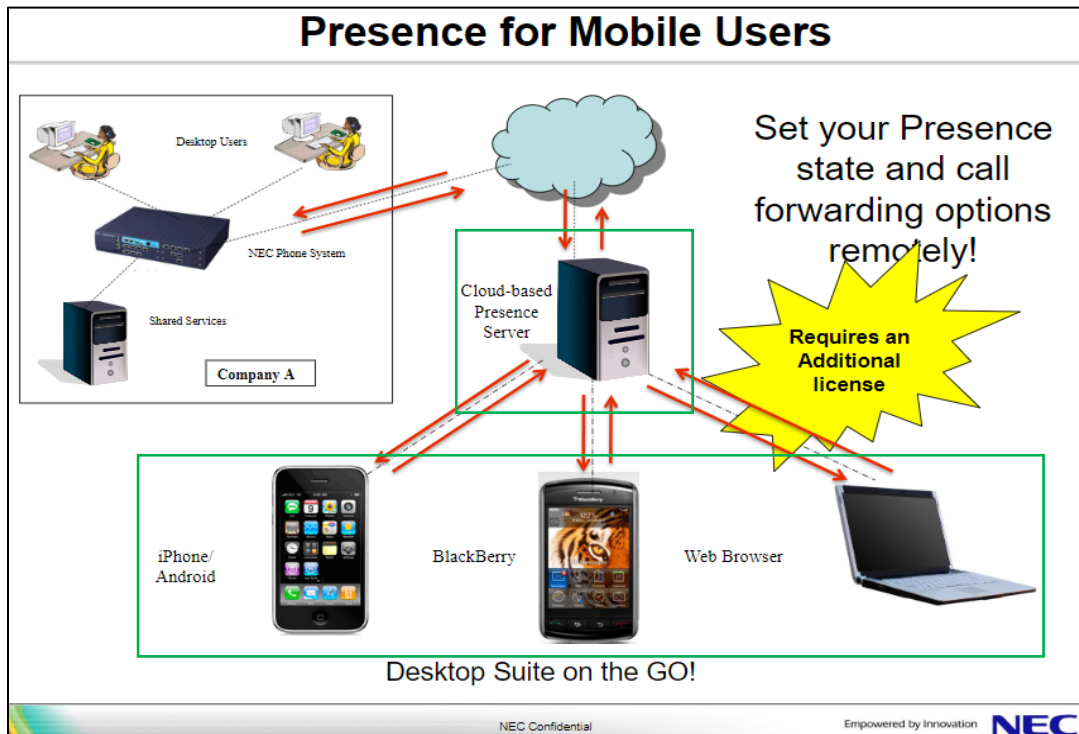 Presence for Mobile Users
Desktop Users
NEC Phone System
Shared Services
Company A
Cloud-based
Presence
Server
Set your Presence
state and call
forwarding options
remotely!
Requires an
Additional
license
iPhone/
Android
BlackBerry
BlackBerry
Web Browser
Desktop Suite on the GO!
NEC Confidential
Empowered by Innovation
NEC